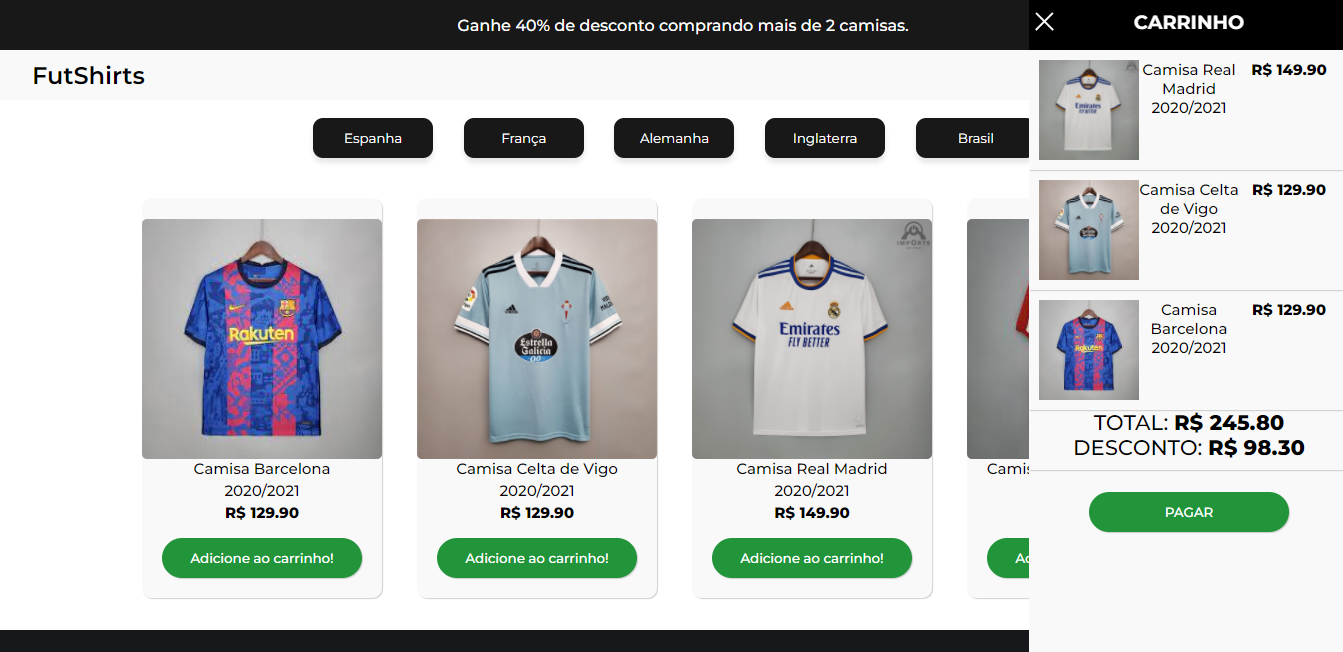 Ganhe 40% de desconto comprando mais de 2 camisas.
FutShirts
Espanha
França
Alemanha
Inglaterra
Brasil
Rakuten
Camisa Barcelona
2020/2021
R$ 129.90
Adicione ao carrinho!
Estrella
Galicia
00
Camisa Celta de Vigo
2020/2021
R$ 129.90
Adicione ao carrinho!
IMPORTS
Emirates
FLY BETTER
Camisa Real Madrid
2020/2021
R$ 149.90
Adicione ao carrinho!
CARRINHO
Emirates
FLY BETTER
Camisa Real
Madrid
2020/2021
R$ 149.90
Camisa Celta
de Vigo
2020/2021
R$ 129.90
Rakuten
Camisa
Barcelona
2020/2021
R$ 129.90
TOTAL: R$ 245.80
DESCONTO: R$ 98.30
PAGAR